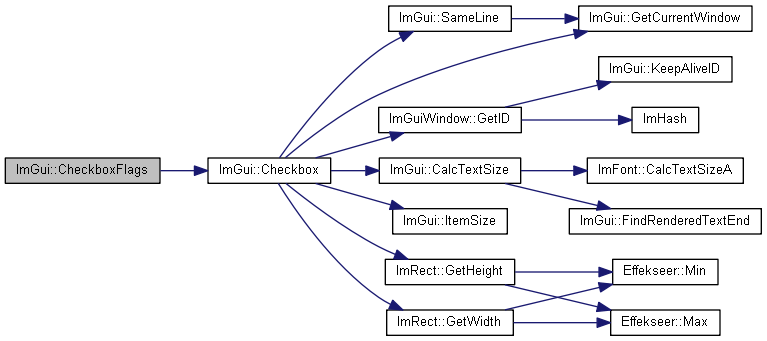 ImGui::CheckboxFlags
ImGui::Checkbox
ImGui::SameLine
ImGui::GetCurrentWindow
ImGui::KeepAliveID
ImGuiWindow::GetID
ImHash
ImGui::CalcTextSize
ImFont::CalcTextSizeA
ImGui::ItemSize
ImGui::FindRenderedTextEnd
ImRect::GetHeight
Effekseer::Min
ImRect::GetWidth
Effekseer::Max